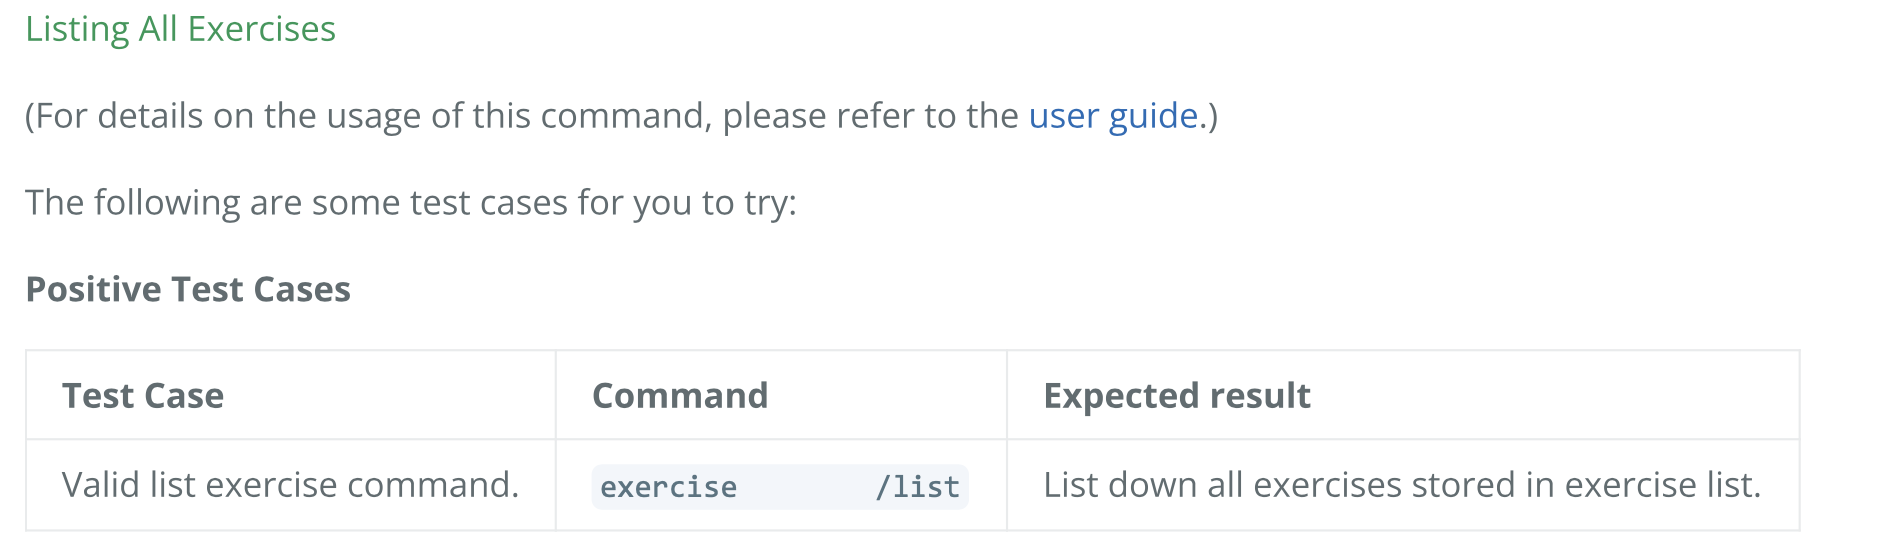 Listing All Exercises
(For details on the usage of this command, please refer to the user guide.)
The following are some test cases for you to try:
Positive Test Cases
Test Case Command Expected result
Valid list exercise command. exercise /list List down all exercises stored in exercise list.